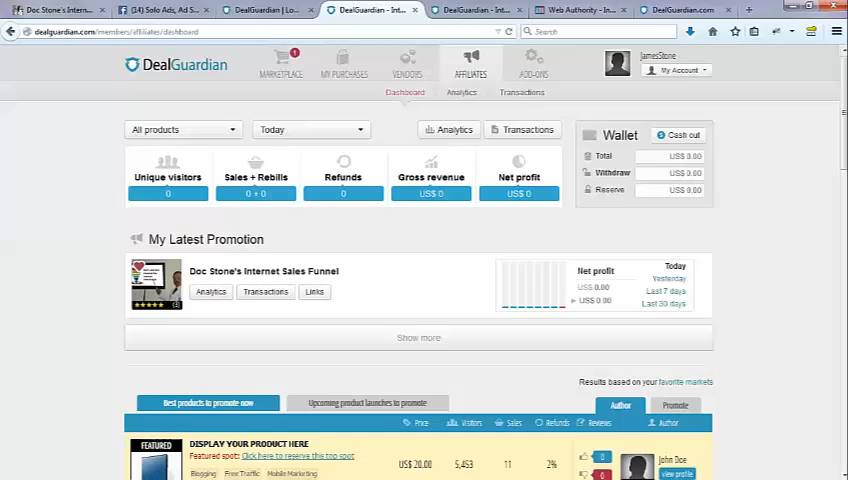 Doc Stone's Intern...
(14) Solo Ads, Ad S...
DealGuardian | Lo...
DealGuardian - Int...
DealGuardian - Int...
Web Authority - In...
DealGuardian.com
dealguardian.com/members/affiliates/dashboard
Search
DealGuardian
1
MARKETPLACE
MY PURCHASES
VENDORS
AFFILIATES
ADD-ONS
JamesStone
My Account
Dashboard
Analytics
Transactions
All products
Today
Analytics
Transactions
Unique visitors
0
Sales + Rebills
0 + 0
Refunds
0
Gross revenue
US$ 0
Net profit
US$ 0
Wallet
Cash out
Total
US$ 0.00
Withdraw
US$ 0.00
Reserve
US$ 0.00
My Latest Promotion
Doc Stone's Internet Sales Funnel
Analytics
Transactions
Links
Net profit
US$ 0.00
US$ 0.00
Today
Yesterday
Last 7 days
Last 30 days
Show more
Results based on your favorite markets
Best products to promote now
Upcoming product launches to promote
Author
Promote
Price
Visitors
Sales
Refunds
Reviews
Author
FEATURED
DISPLAY YOUR PRODUCT HERE
Featured spot: Click here to reserve this top spot
Blogging
Free Traffic
Mobile Marketing
US$ 20.00
5,453
11
2%
0
0
John Doe
view profile